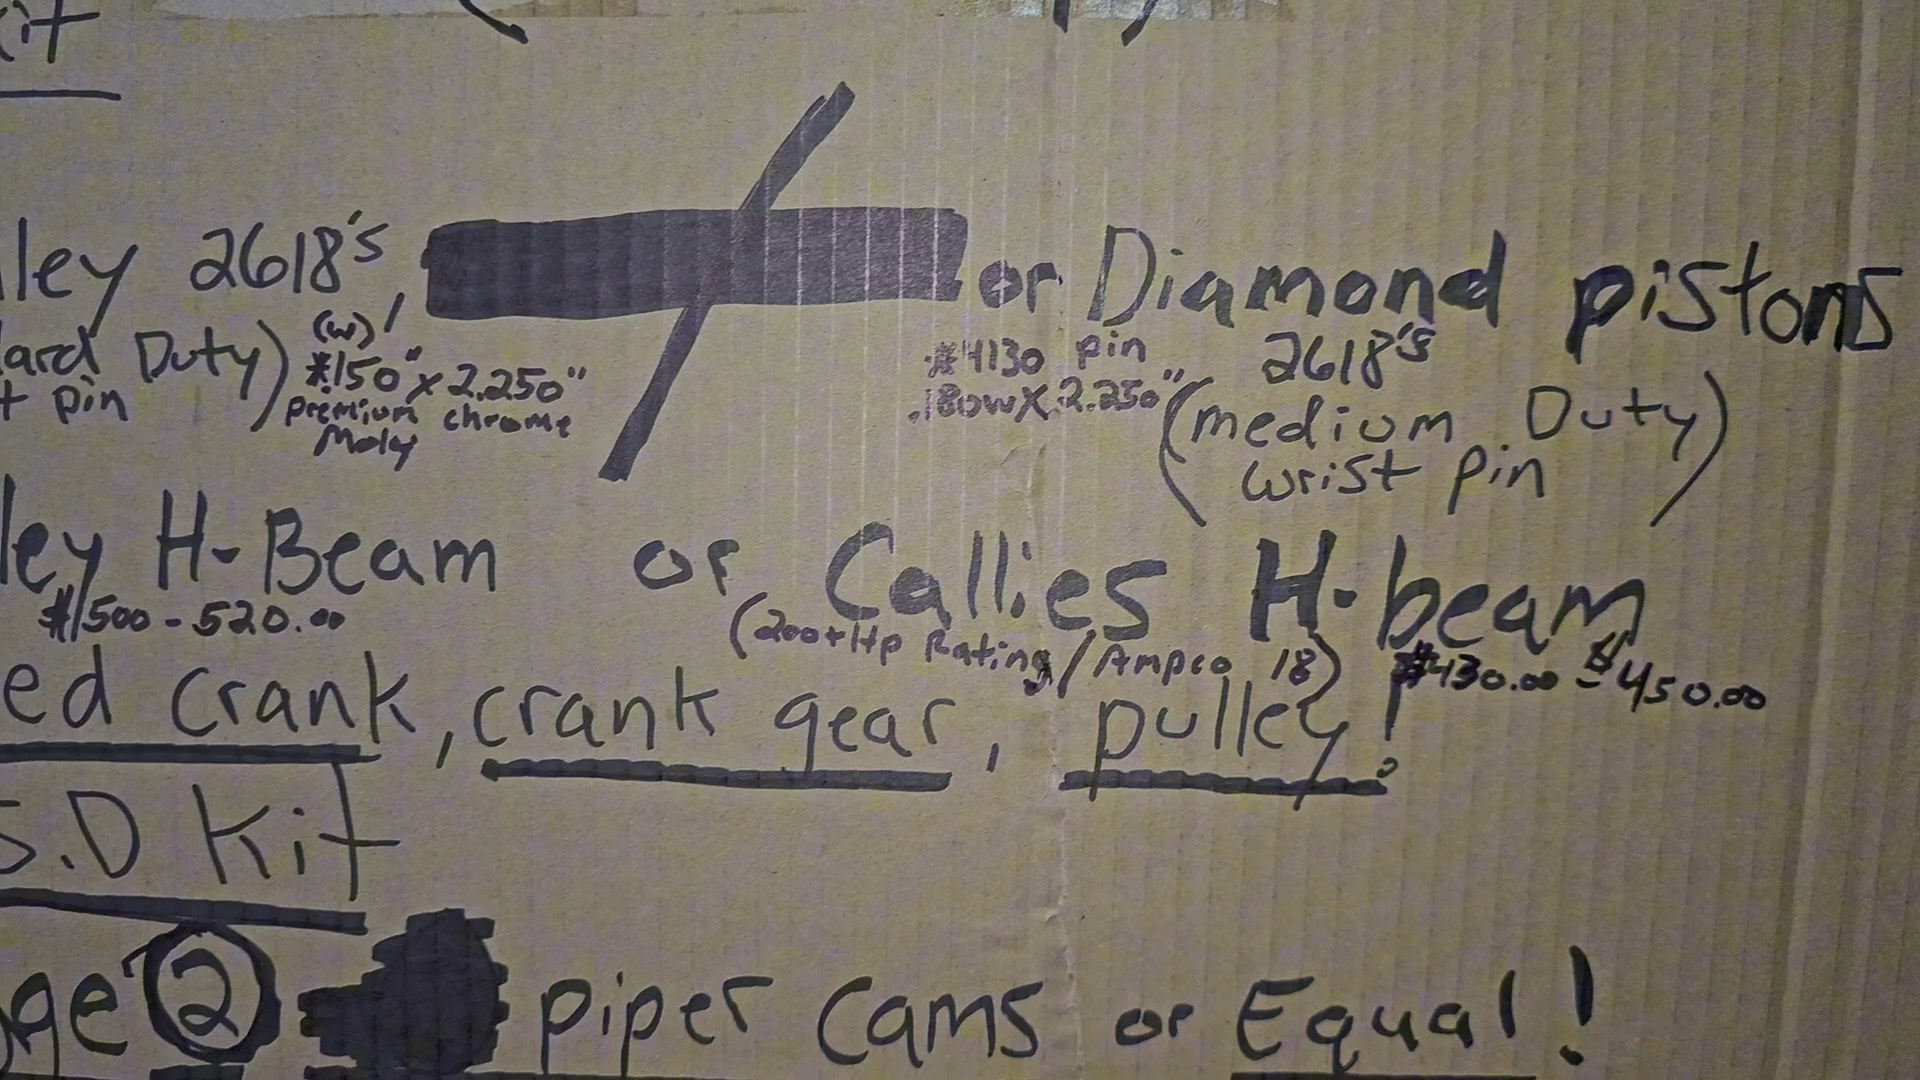 it
ley 2618's, or Diamond pistons
ard Duty) (w) #4130 pin 2618's
t pin *.150" x 2.250" .180w x 2.250" (medium Duty)
premium chrome wrist pin
Moly
ley H-Beam or Callies H-beam
$500-520.00 (200+Hp Rating/Ampco 18) $430.00-$450.00
ed crank, crank gear, pulley!
S.D Kit
ge 2 piper Cams or Equal!